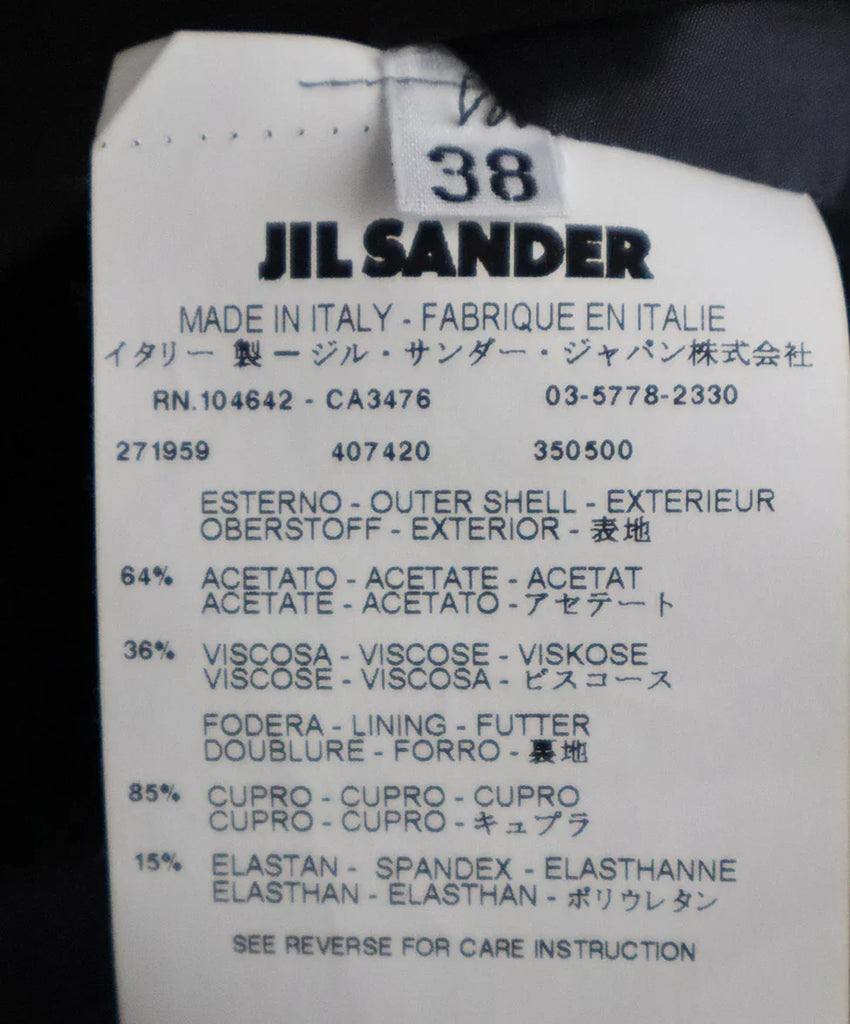 38
JIL SANDER
MADE IN ITALY - FABRIQUE EN ITALIE
イタリー 製 ー ジル・サンダー・ジャパン株式会社
RN.104642 - CA3476 03-5778-2330
271959 407420 350500
ESTERNO - OUTER SHELL - EXTERIEUR
OBERSTOFF - EXTERIOR - 表地
64% ACETATO - ACETATE - ACETAT
ACETATE - ACETATO - アセテート
36% VISCOSA - VISCOSE - VISKOSE
VISCOSE - VISCOSA - ビスコース
FODERA - LINING - FUTTER
DOUBLURE - FORRO - 裏地
85% CUPRO - CUPRO - CUPRO
CUPRO - CUPRO - キュプラ
15% ELASTAN - SPANDEX - ELASTHANNE
ELASTHAN - ELASTHAN - ポリウレタン
SEE REVERSE FOR CARE INSTRUCTION